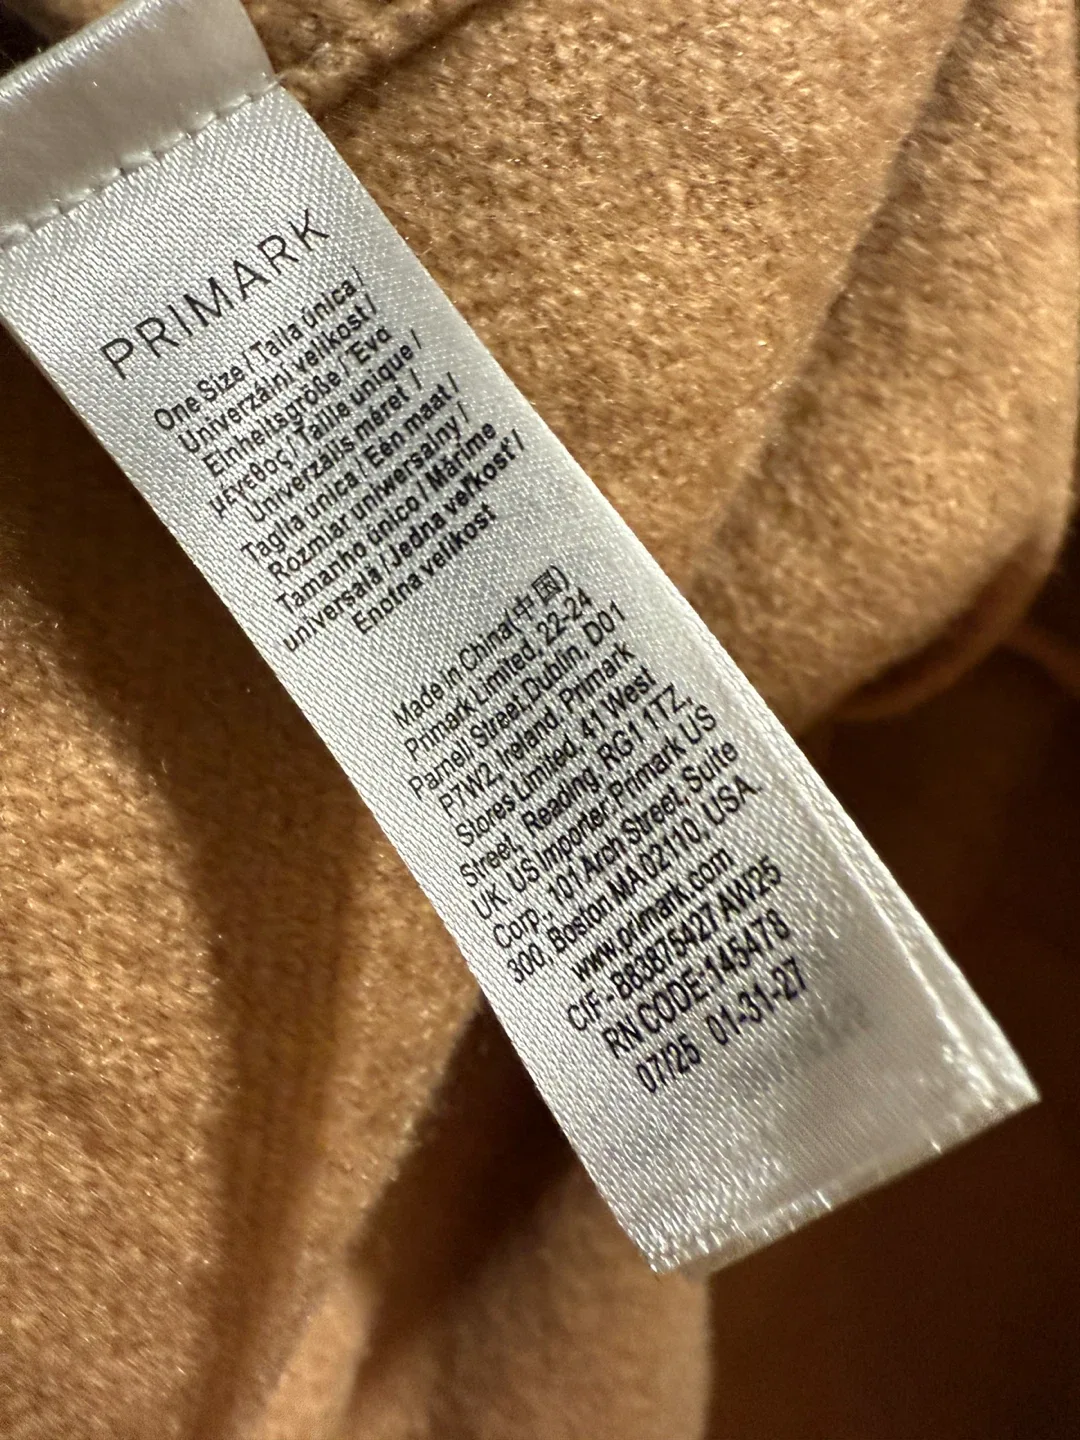 PRIMARK
One Size / Talla única /
Univerzální velikost /
Einheitsgröße / Ένα
μέγεθος / Taille unique /
Univerzális méret /
Taglia unica / Eén maat /
Rozmiar uniwersalny /
Tamanho único / Mărime
universală / Jedna veľkosť /
Enotna velikost
Made in China(中國)
Primark Limited, 22-24
Parnell Street,Dublin, D01
P7W2, Ireland. Primark
Stores Limited, 41 West
Street, Reading, RG1 1TZ,
UK. US Importer, Primark US
Corp., 101 Arch Street, Suite
300, Boston MA 02110, USA.
www.primark.com
CIF - B63875427 AW25
RN CODE:145478
07/25 01-31-27